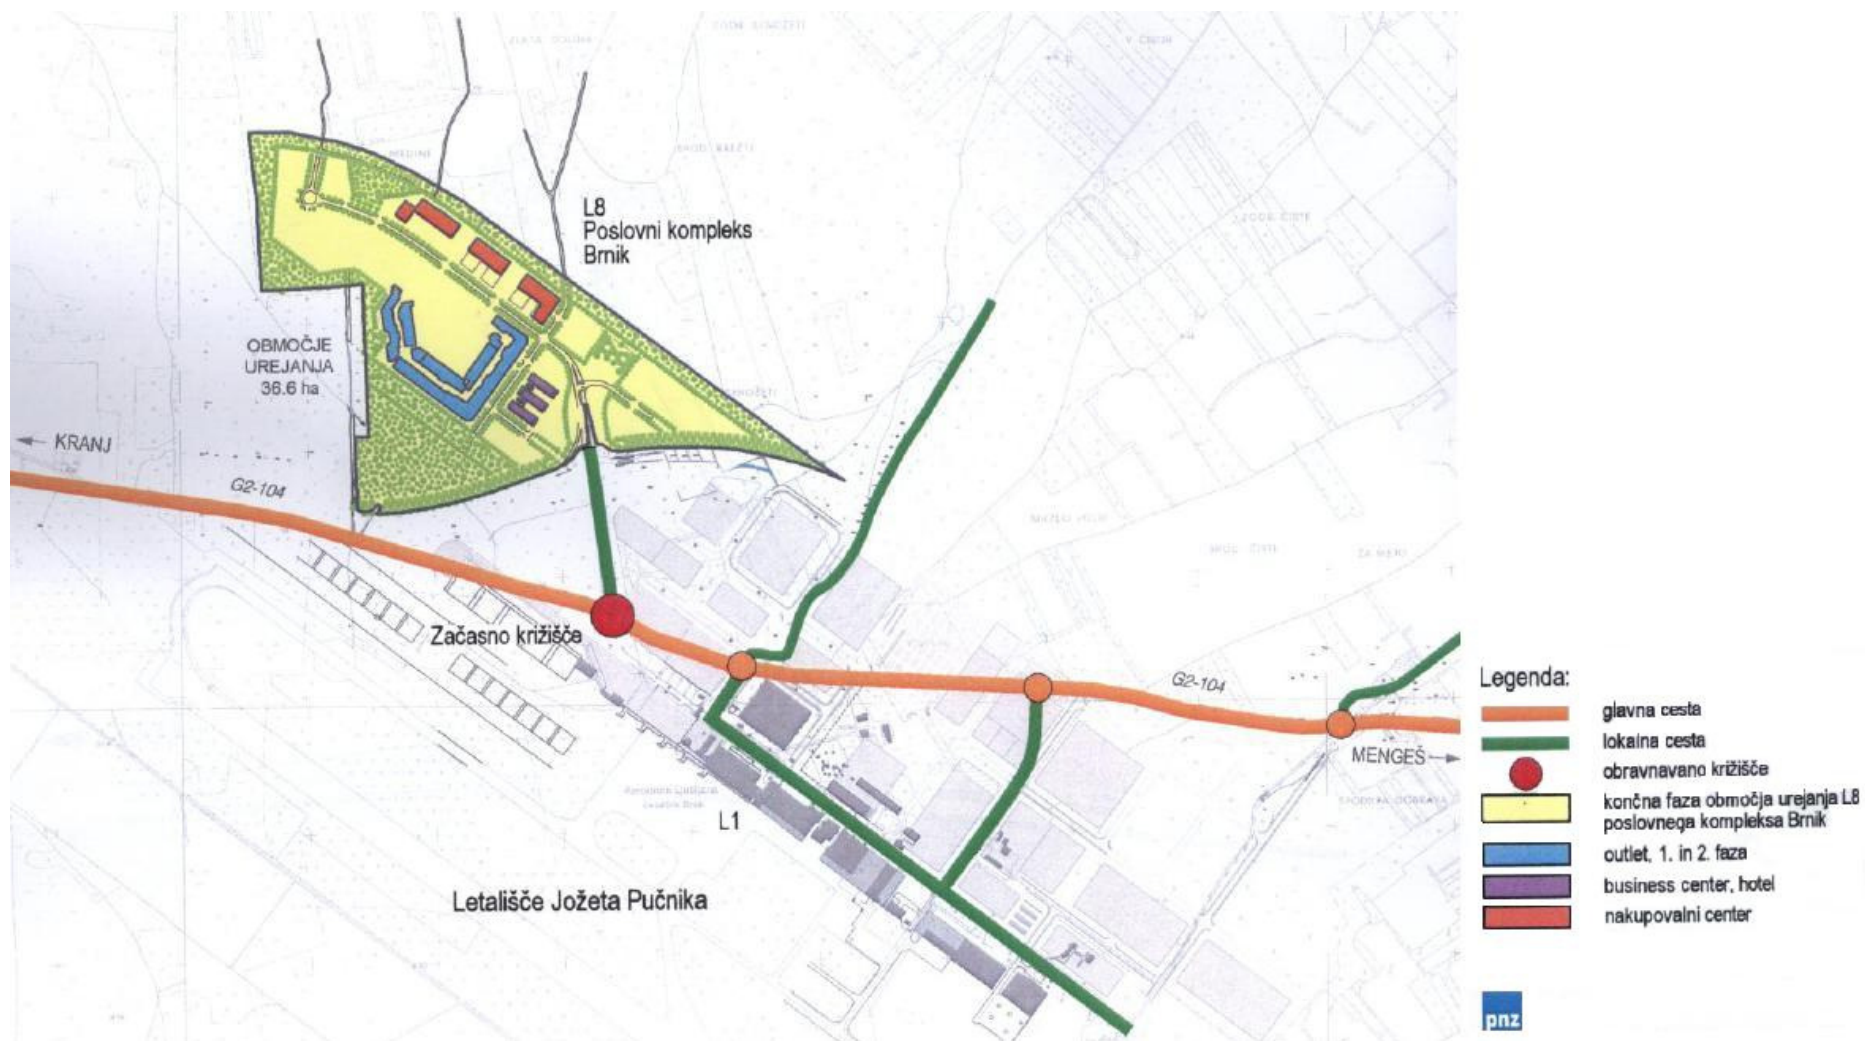 L8
Poslovni kompleks
Brnik
OBMOČJE
UREJANJA
36.6 ha
KRANJ
G2-104
Začasno križišče
G2-104
MENGEŠ
L1
Letališče Jožeta Pučnika
Legenda:
glavna cesta
lokalna cesta
obravnavano križišče
končna faza območja urejanja L8
poslovnega kompleksa Brnik
outlet, 1. in 2. faza
business center, hotel
nakupovalni center
pnz